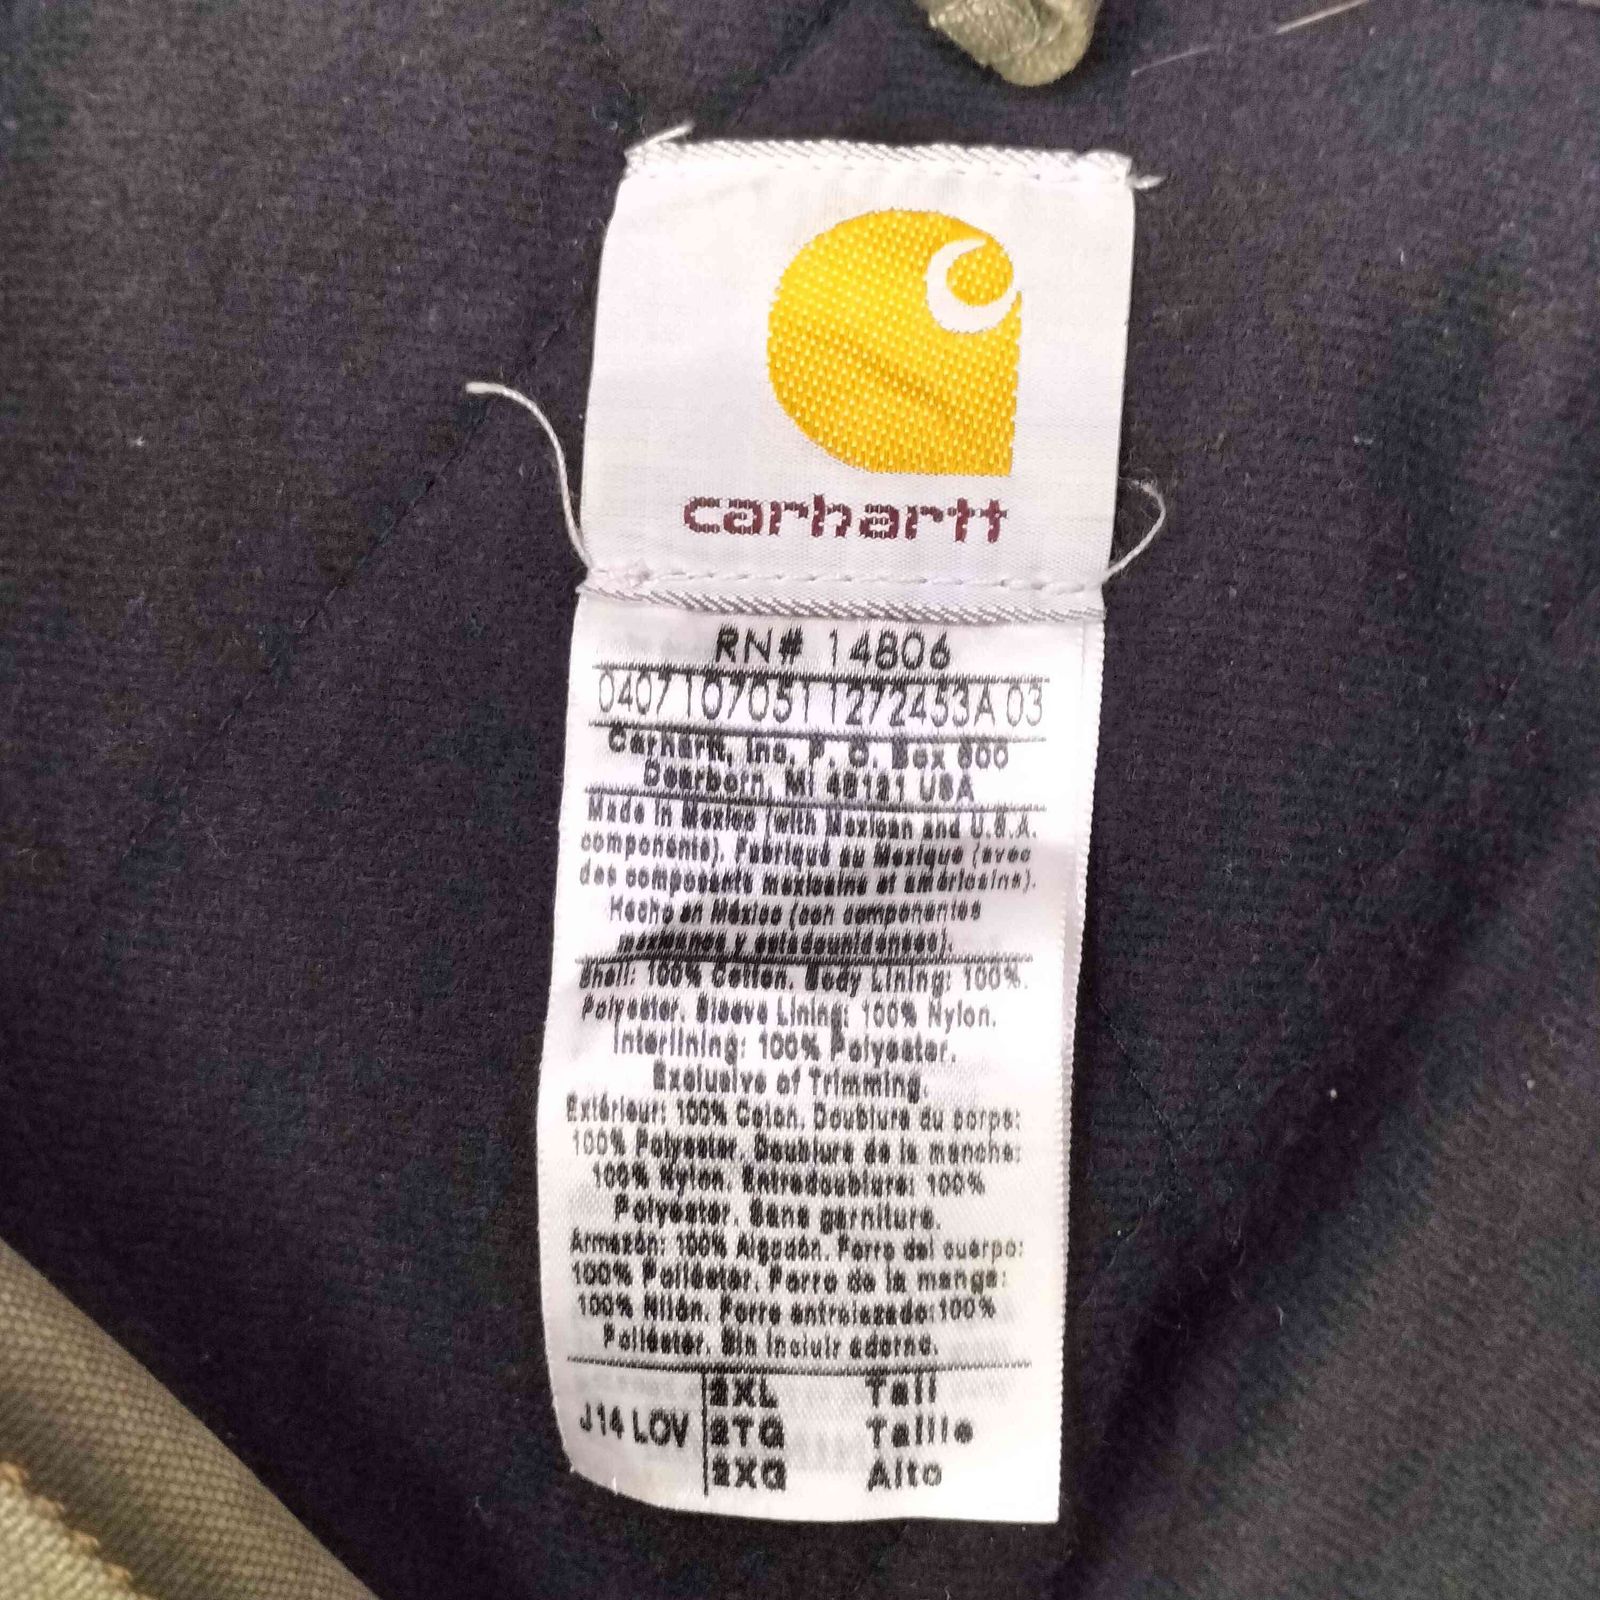 carhartt
RN# 14806
0407107051 1272453A 03
Carhartt, Inc. P. O. Box 600
Dearborn, MI 48121 USA
Made in Mexico (with Mexican and U.S.A.
components). Fabriqué au Mexique (avec
des composants mexicains et américains).
Hecho en México (con componentes
mexicanos y estadounidenses).
Shell: 100% Cotton. Body Lining: 100%
Polyester. Sleeve Lining: 100% Nylon.
Interlining: 100% Polyester.
Exclusive of Trimming.
Extérieur: 100% Coton. Doublure du corps:
100% Polyester. Doublure de la manche:
100% Nylon. Entredoublure: 100%
Polyester. Sans garniture.
Armazón: 100% Algodón. Forro del cuerpo:
100% Poliéster. Forro de la manga:
100% Nilón. Forro entrelazado: 100%
Poliéster. Sin incluir adorno.
J14 LOV
2XL Tall
2TG Taille
2XG Alto